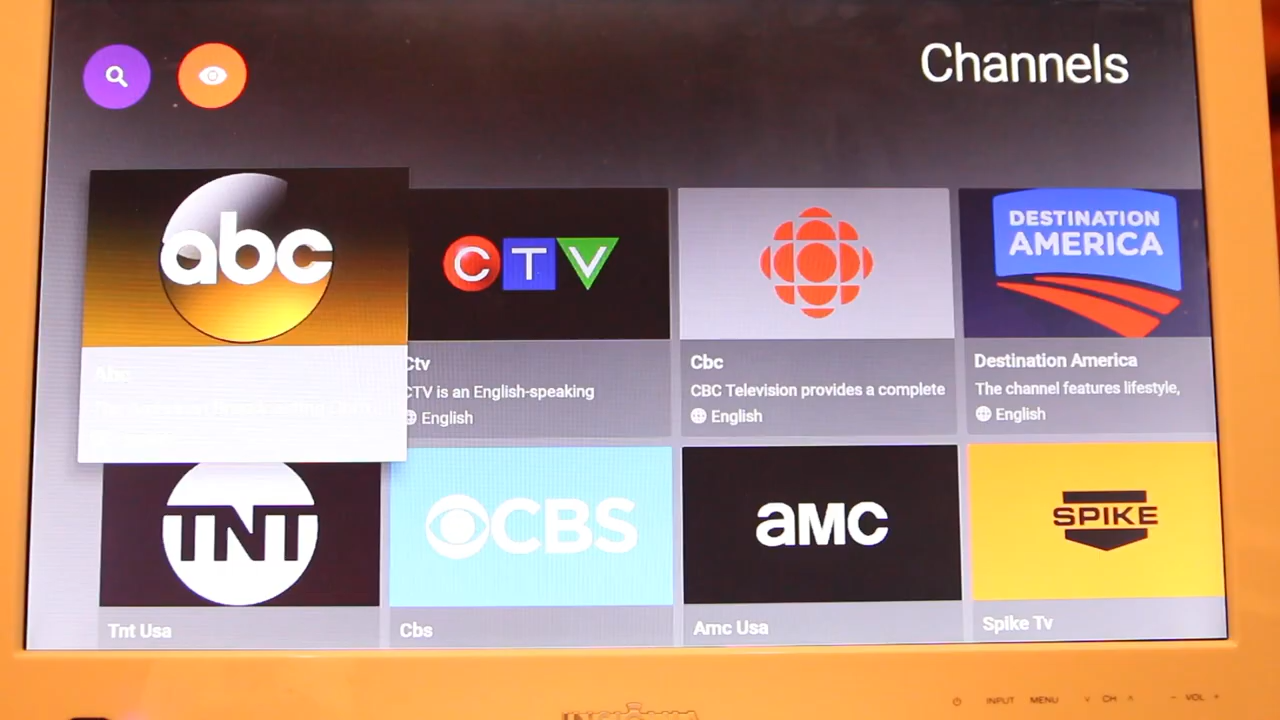 Channels
abc
CTV
DESTINATION
AMERICA
Abc
Ctv
CTV is an English-speaking
English
Cbc
CBC Television provides a complete
English
Destination America
The channel features lifestyle,
English
TNT
CBS
aMC
SPIKE
Tnt Usa
Cbs
Amc Usa
Spike Tv
INPUT MENU CH VOL